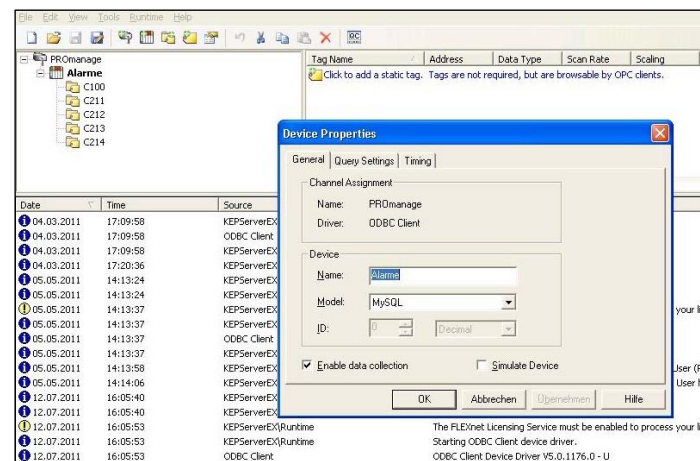 File Edit View Tools Runtime Help
PROmanage
Alarme
C100
C211
C212
C213
C214
Tag Name Address Data Type Scan Rate Scaling
Click to add a static tag. Tags are not required, but are browsable by OPC clients.
Device Properties
General Query Settings Timing
Channel Assignment
Name: PROmanage
Driver: ODBC Client
Device
Name: Alarme
Model: MySQL
ID: 0 Decimal
Enable data collection Simulate Device
OK Abbrechen Übernehmen Hilfe
Date Time Source
04.03.2011 17:09:58 KEPServerEX
04.03.2011 17:09:58 ODBC Client
04.03.2011 17:09:58 KEPServerEX
04.03.2011 17:20:36 KEPServerEX
05.05.2011 14:13:24 KEPServerEX
05.05.2011 14:13:24 KEPServerEX
05.05.2011 14:13:37 KEPServerEX your li
05.05.2011 14:13:37 KEPServerEX
05.05.2011 14:13:37 ODBC Client
05.05.2011 14:13:37 KEPServerEX
05.05.2011 14:13:58 KEPServerEX User (F
05.05.2011 14:14:06 KEPServerEX User
12.07.2011 16:05:40 KEPServerEX
12.07.2011 16:05:40 KEPServerEX
12.07.2011 16:05:53 KEPServerEX\Runtime The FLEXnet Licensing Service must be enabled to process your li
12.07.2011 16:05:53 KEPServerEX\Runtime Starting ODBC Client device driver.
12.07.2011 16:05:53 ODBC Client ODBC Client Device Driver V5.0.1176.0 - U